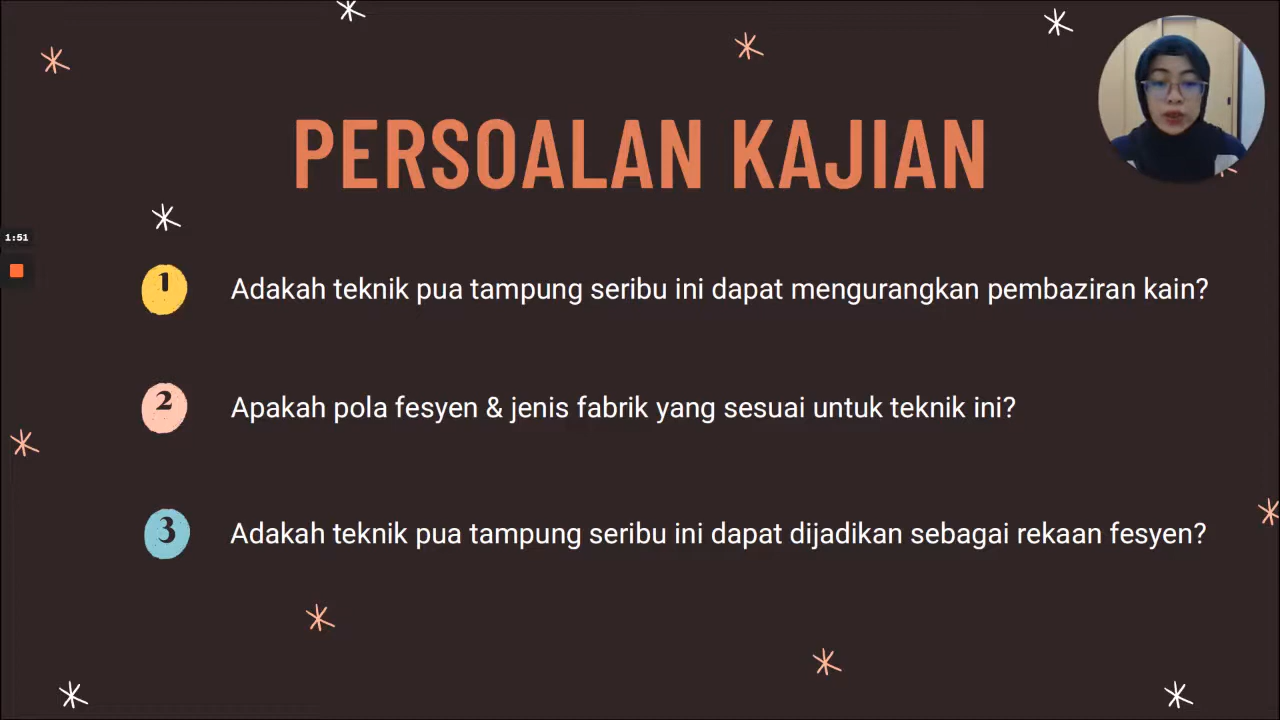 PERSOALAN KAJIAN
1:51
1 Adakah teknik pua tampung seribu ini dapat mengurangkan pembaziran kain?
2 Apakah pola fesyen & jenis fabrik yang sesuai untuk teknik ini?
3 Adakah teknik pua tampung seribu ini dapat dijadikan sebagai rekaan fesyen?